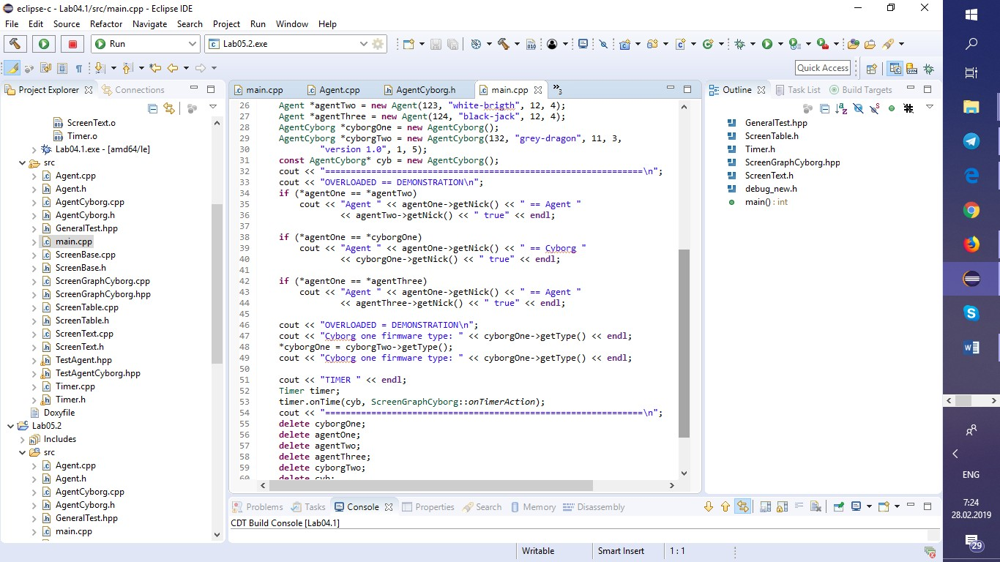 eclipse-c - Lab04.1/src/main.cpp - Eclipse IDE
File Edit Source Refactor Navigate Search Project Run Window Help
Run
Lab05.2.exe
Quick Access
Project Explorer
Connections
ScreenText.o
Timer.o
Lab04.1.exe - [amd64/le]
src
Agent.cpp
Agent.h
AgentCyborg.cpp
AgentCyborg.h
GeneralTest.hpp
main.cpp
ScreenBase.cpp
ScreenBase.h
ScreenGraphCyborg.cpp
ScreenGraphCyborg.hpp
ScreenTable.cpp
ScreenTable.h
ScreenText.cpp
ScreenText.h
TestAgent.hpp
TestAgentCyborg.hpp
Timer.cpp
Timer.h
Doxyfile
Lab05.2
Includes
src
Agent.cpp
Agent.h
AgentCyborg.cpp
AgentCyborg.h
GeneralTest.hpp
main.cpp
main.cpp Agent.cpp AgentCyborg.h main.cpp »3
26 Agent *agentTwo = new Agent(123, "white-brigth", 12, 4);
27 Agent *agentThree = new Agent(124, "black-jack", 12, 4);
28 AgentCyborg *cyborgOne = new AgentCyborg();
29 AgentCyborg *cyborgTwo = new AgentCyborg(132, "grey-dragon", 11, 3,
30 "version 1.0", 1, 5);
31 const AgentCyborg* cyb = new AgentCyborg();
32 cout << "==============================================================\n";
33 cout << "OVERLOADED == DEMONSTRATION\n";
34 if (*agentOne == *agentTwo)
35 cout << "Agent " << agentOne->getNick() << " == Agent "
36 << agentTwo->getNick() << " true" << endl;
37
38 if (*agentOne == *cyborgOne)
39 cout << "Agent " << agentOne->getNick() << " == Cyborg "
40 << cyborgOne->getNick() << " true" << endl;
41
42 if (*agentOne == *agentThree)
43 cout << "Agent " << agentOne->getNick() << " == Agent "
44 << agentThree->getNick() << " true" << endl;
45
46 cout << "OVERLOADED = DEMONSTRATION\n";
47 cout << "Cyborg one firmware type: " << cyborgOne->getType() << endl;
48 *cyborgOne = cyborgTwo->getType();
49 cout << "Cyborg one firmware type: " << cyborgOne->getType() << endl;
50
51 cout << "TIMER " << endl;
52 Timer timer;
53 timer.onTime(cyb, ScreenGraphCyborg::onTimerAction);
54 cout << "==============================================================\n";
55 delete cyborgOne;
56 delete agentOne;
57 delete agentTwo;
58 delete agentThree;
59 delete cyborgTwo;
60 delete cyb;
Outline Task List Build Targets
GeneralTest.hpp
ScreenTable.h
Timer.h
ScreenGraphCyborg.hpp
ScreenText.h
debug_new.h
main() : int
Problems Tasks Console Properties Search Memory Disassembly
CDT Build Console [Lab04.1]
Writable Smart Insert 1 : 1
ENG
7:24
28.02.2019
29